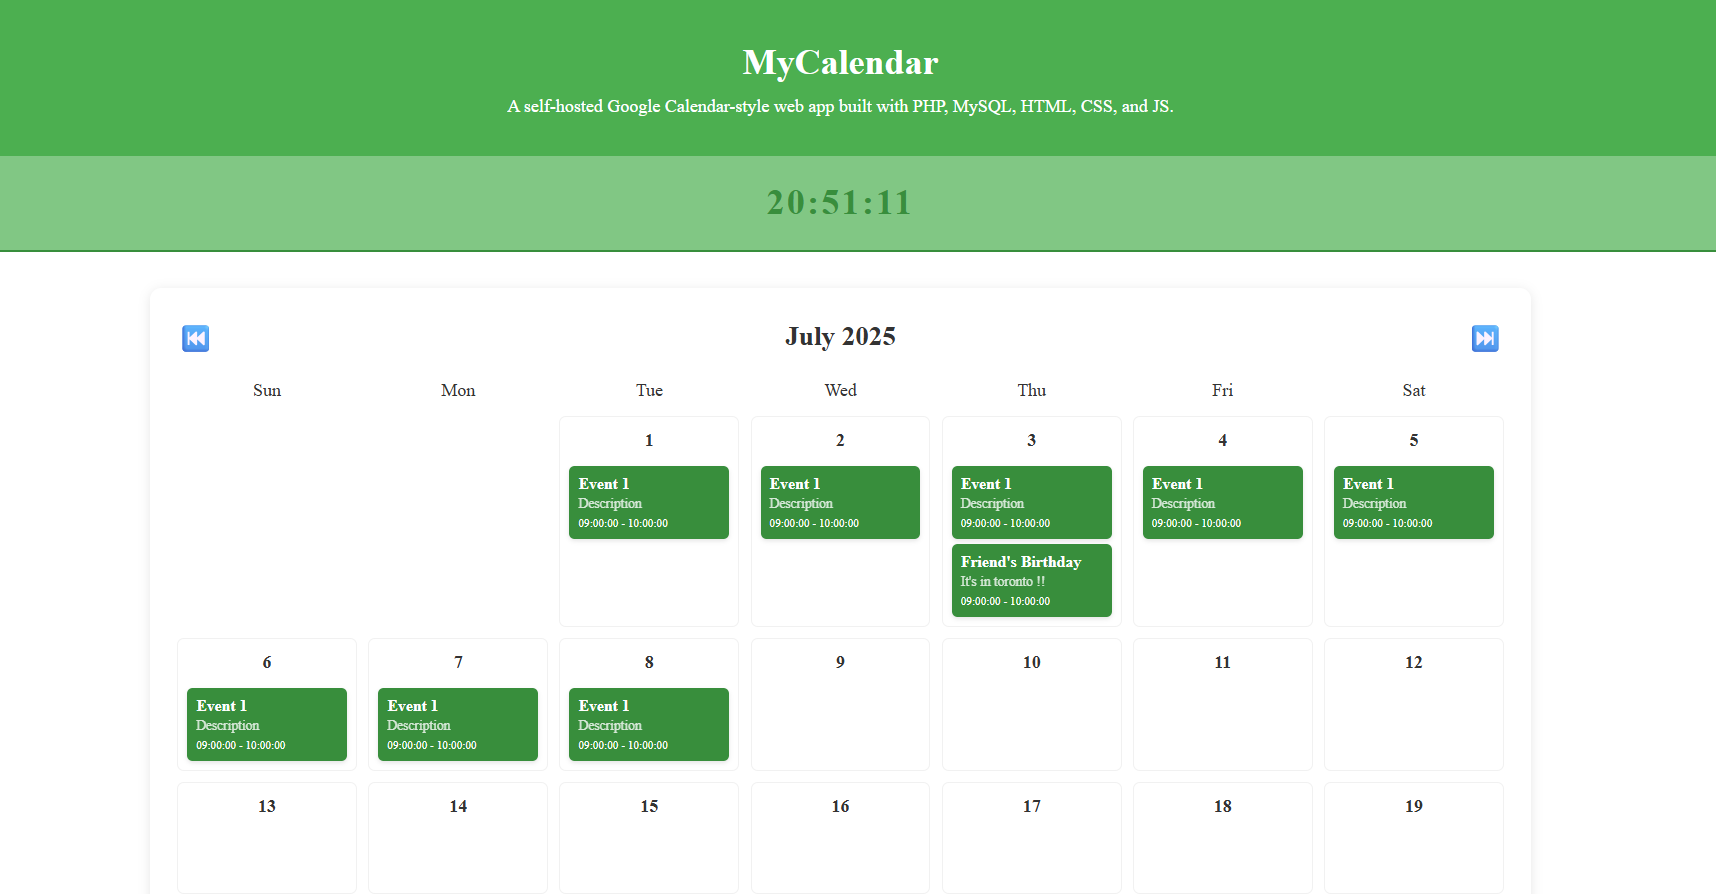 MyCalendar
A self-hosted Google Calendar-style web app built with PHP, MySQL, HTML, CSS, and JS.
20:51:11
July 2025
Sun Mon Tue Wed Thu Fri Sat
1 2 3 4 5
Event 1 Event 1 Event 1 Event 1 Event 1
Description Description Description Description Description
09:00:00 - 10:00:00 09:00:00 - 10:00:00 09:00:00 - 10:00:00 09:00:00 - 10:00:00 09:00:00 - 10:00:00
Friend's Birthday
It's in toronto !!
09:00:00 - 10:00:00
6 7 8 9 10 11 12
Event 1 Event 1 Event 1
Description Description Description
09:00:00 - 10:00:00 09:00:00 - 10:00:00 09:00:00 - 10:00:00
13 14 15 16 17 18 19